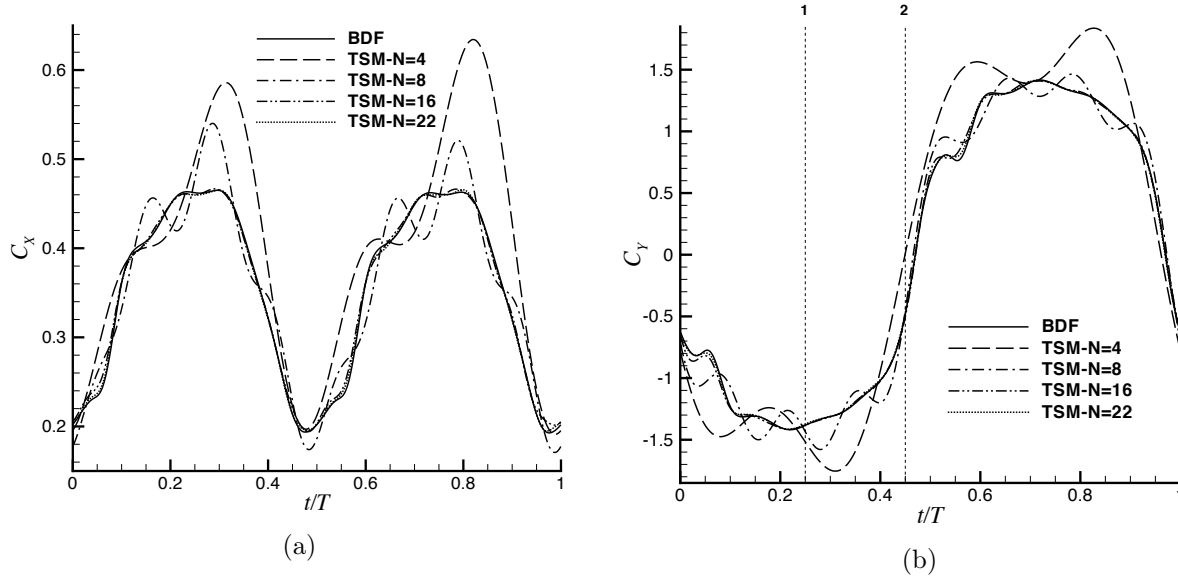 BDF
TSM-N=4
TSM-N=8
TSM-N=16
TSM-N=22
0.6
0.5
0.4
0.3
0.2
C_X
0 0.2 0.4 0.6 0.8 1
t/T
(a)
1 2
1.5
1
0.5
0
-0.5
-1
-1.5
C_Y
BDF
TSM-N=4
TSM-N=8
TSM-N=16
TSM-N=22
0 0.2 0.4 0.6 0.8 1
t/T
(b)